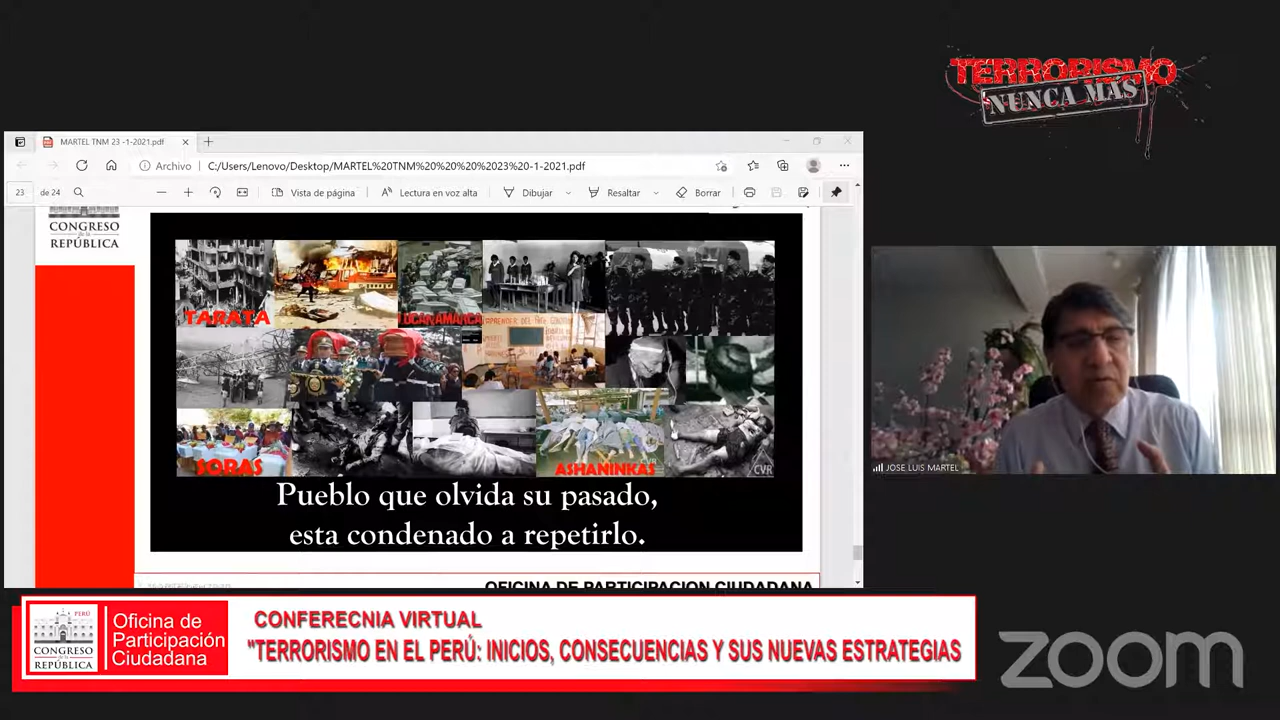 TERRORISMO
NUNCA MÁS
MARTEL TNM 23 -1-2021.pdf
Archivo
C:/Users/Lenovo/Desktop/MARTEL%20TNM%20%20%20%2023%20-1-2021.pdf
23 de 24
Vista de página
Lectura en voz alta
Dibujar
Resaltar
Borrar
CONGRESO
de la
REPÚBLICA
TARATA
LUCANAMARCA
SORAS
ASHANINKAS
CVR
Pueblo que olvida su pasado,
esta condenado a repetirlo.
OFICINA DE PARTICIPACION CIUDADANA
JOSE LUIS MARTEL
PERÚ
CONGRESO
de la
REPÚBLICA
Oficina de
Participación
Ciudadana
CONFERECNIA VIRTUAL
"TERRORISMO EN EL PERÚ: INICIOS, CONSECUENCIAS Y SUS NUEVAS ESTRATEGIAS
zoom